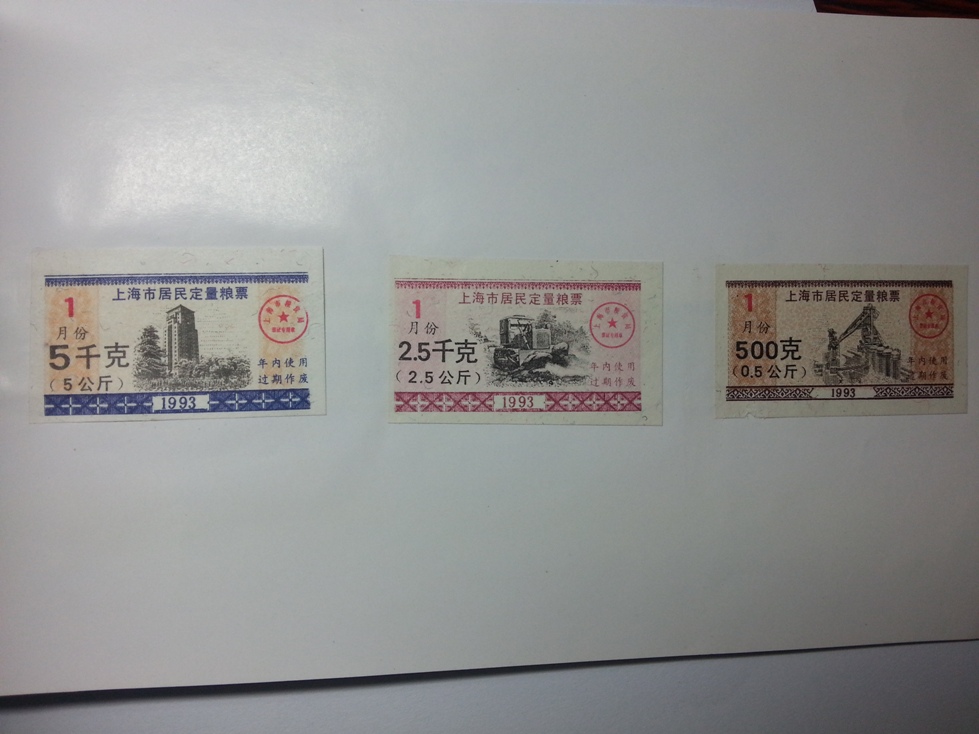 上海市居民定量粮票
1
月份
5千克
(5公斤)
年内使用
过期作废
1993
上海市居民定量粮票
1
月份
2.5千克
(2.5公斤)
年内使用
过期作废
1993
上海市居民定量粮票
1
月份
500克
(0.5公斤)
年内使用
过期作废
1993